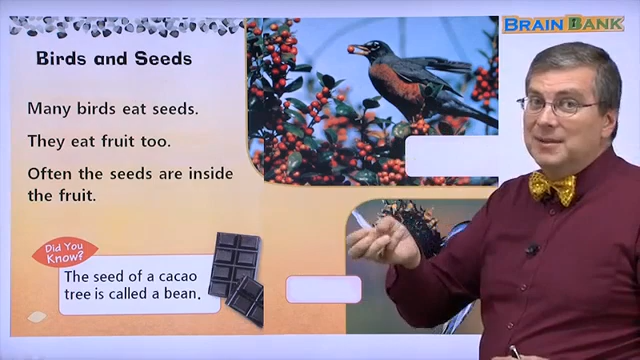 BRAIN BANK
Birds and Seeds
Many birds eat seeds.
They eat fruit too.
Often the seeds are inside
the fruit.
Did You
Know?
The seed of a cacao
tree is called a bean.